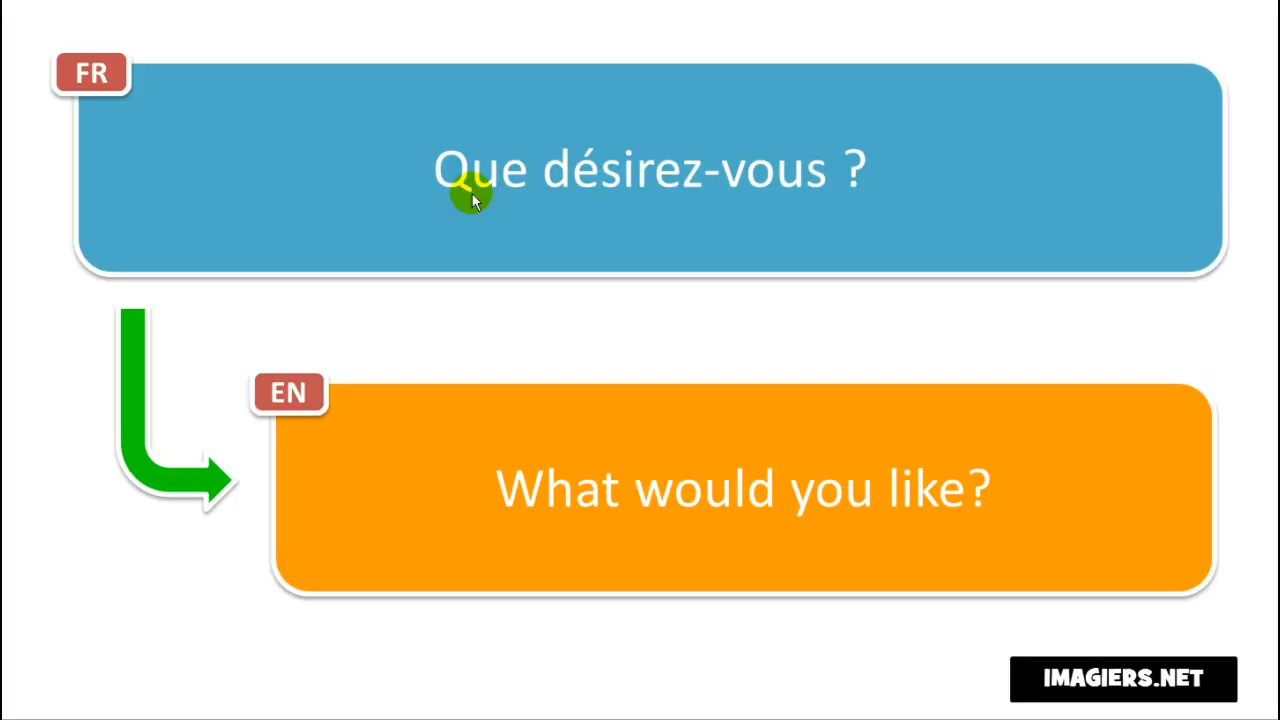 FR
Que désirez-vous ?
EN
What would you like?
IMAGIERS.NET